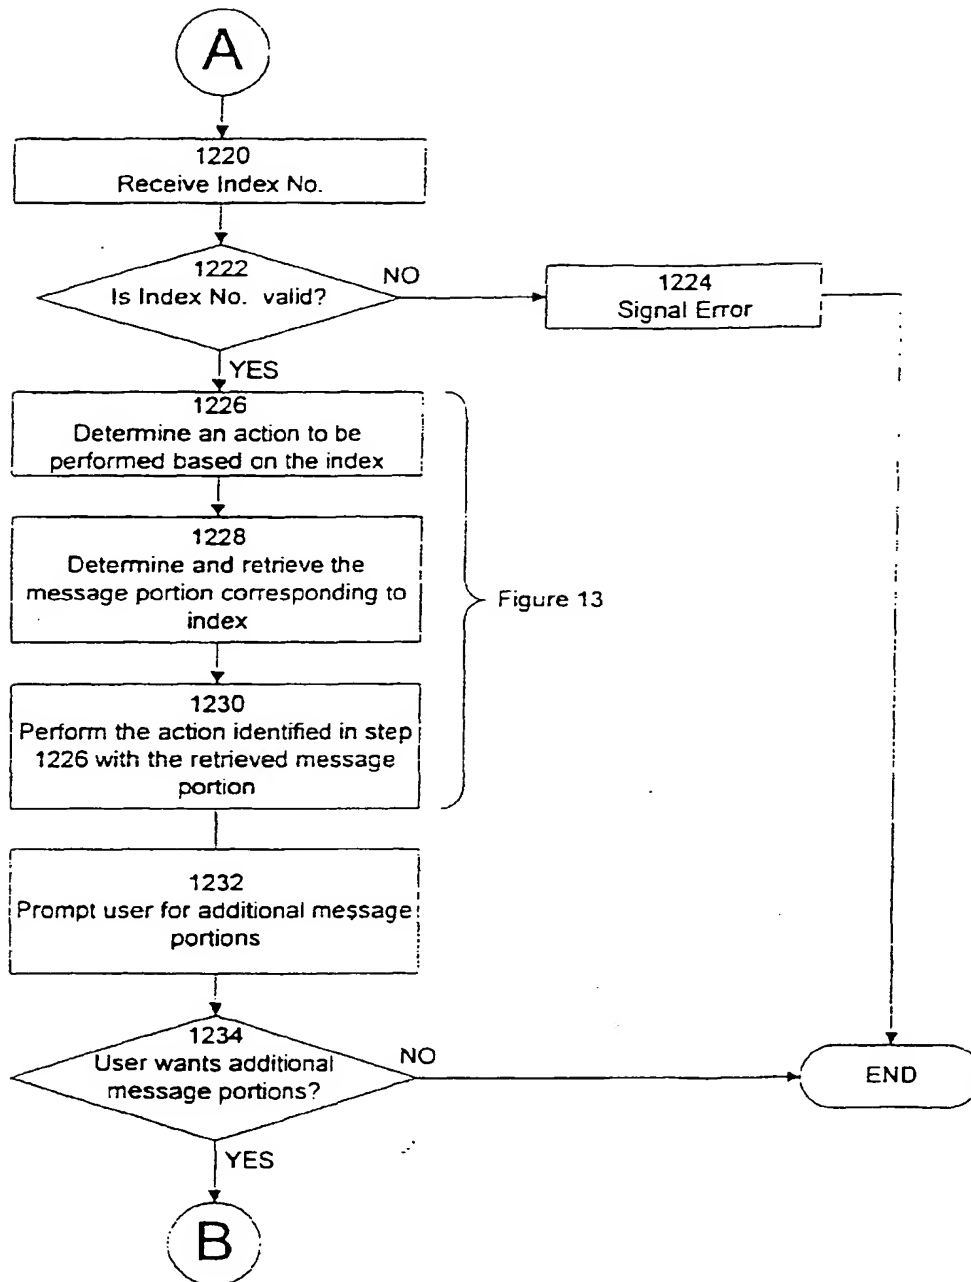 A
1220
Receive Index No.
1222
Is Index No. valid?
NO
1224
Signal Error
YES
1226
Determine an action to be
performed based on the index
1228
Determine and retrieve the
message portion corresponding to
index
Figure 13
1230
Perform the action identified in step
1226 with the retrieved message
portion
1232
Prompt user for additional message
portions
1234
User wants additional
message portions?
NO
END
YES
B